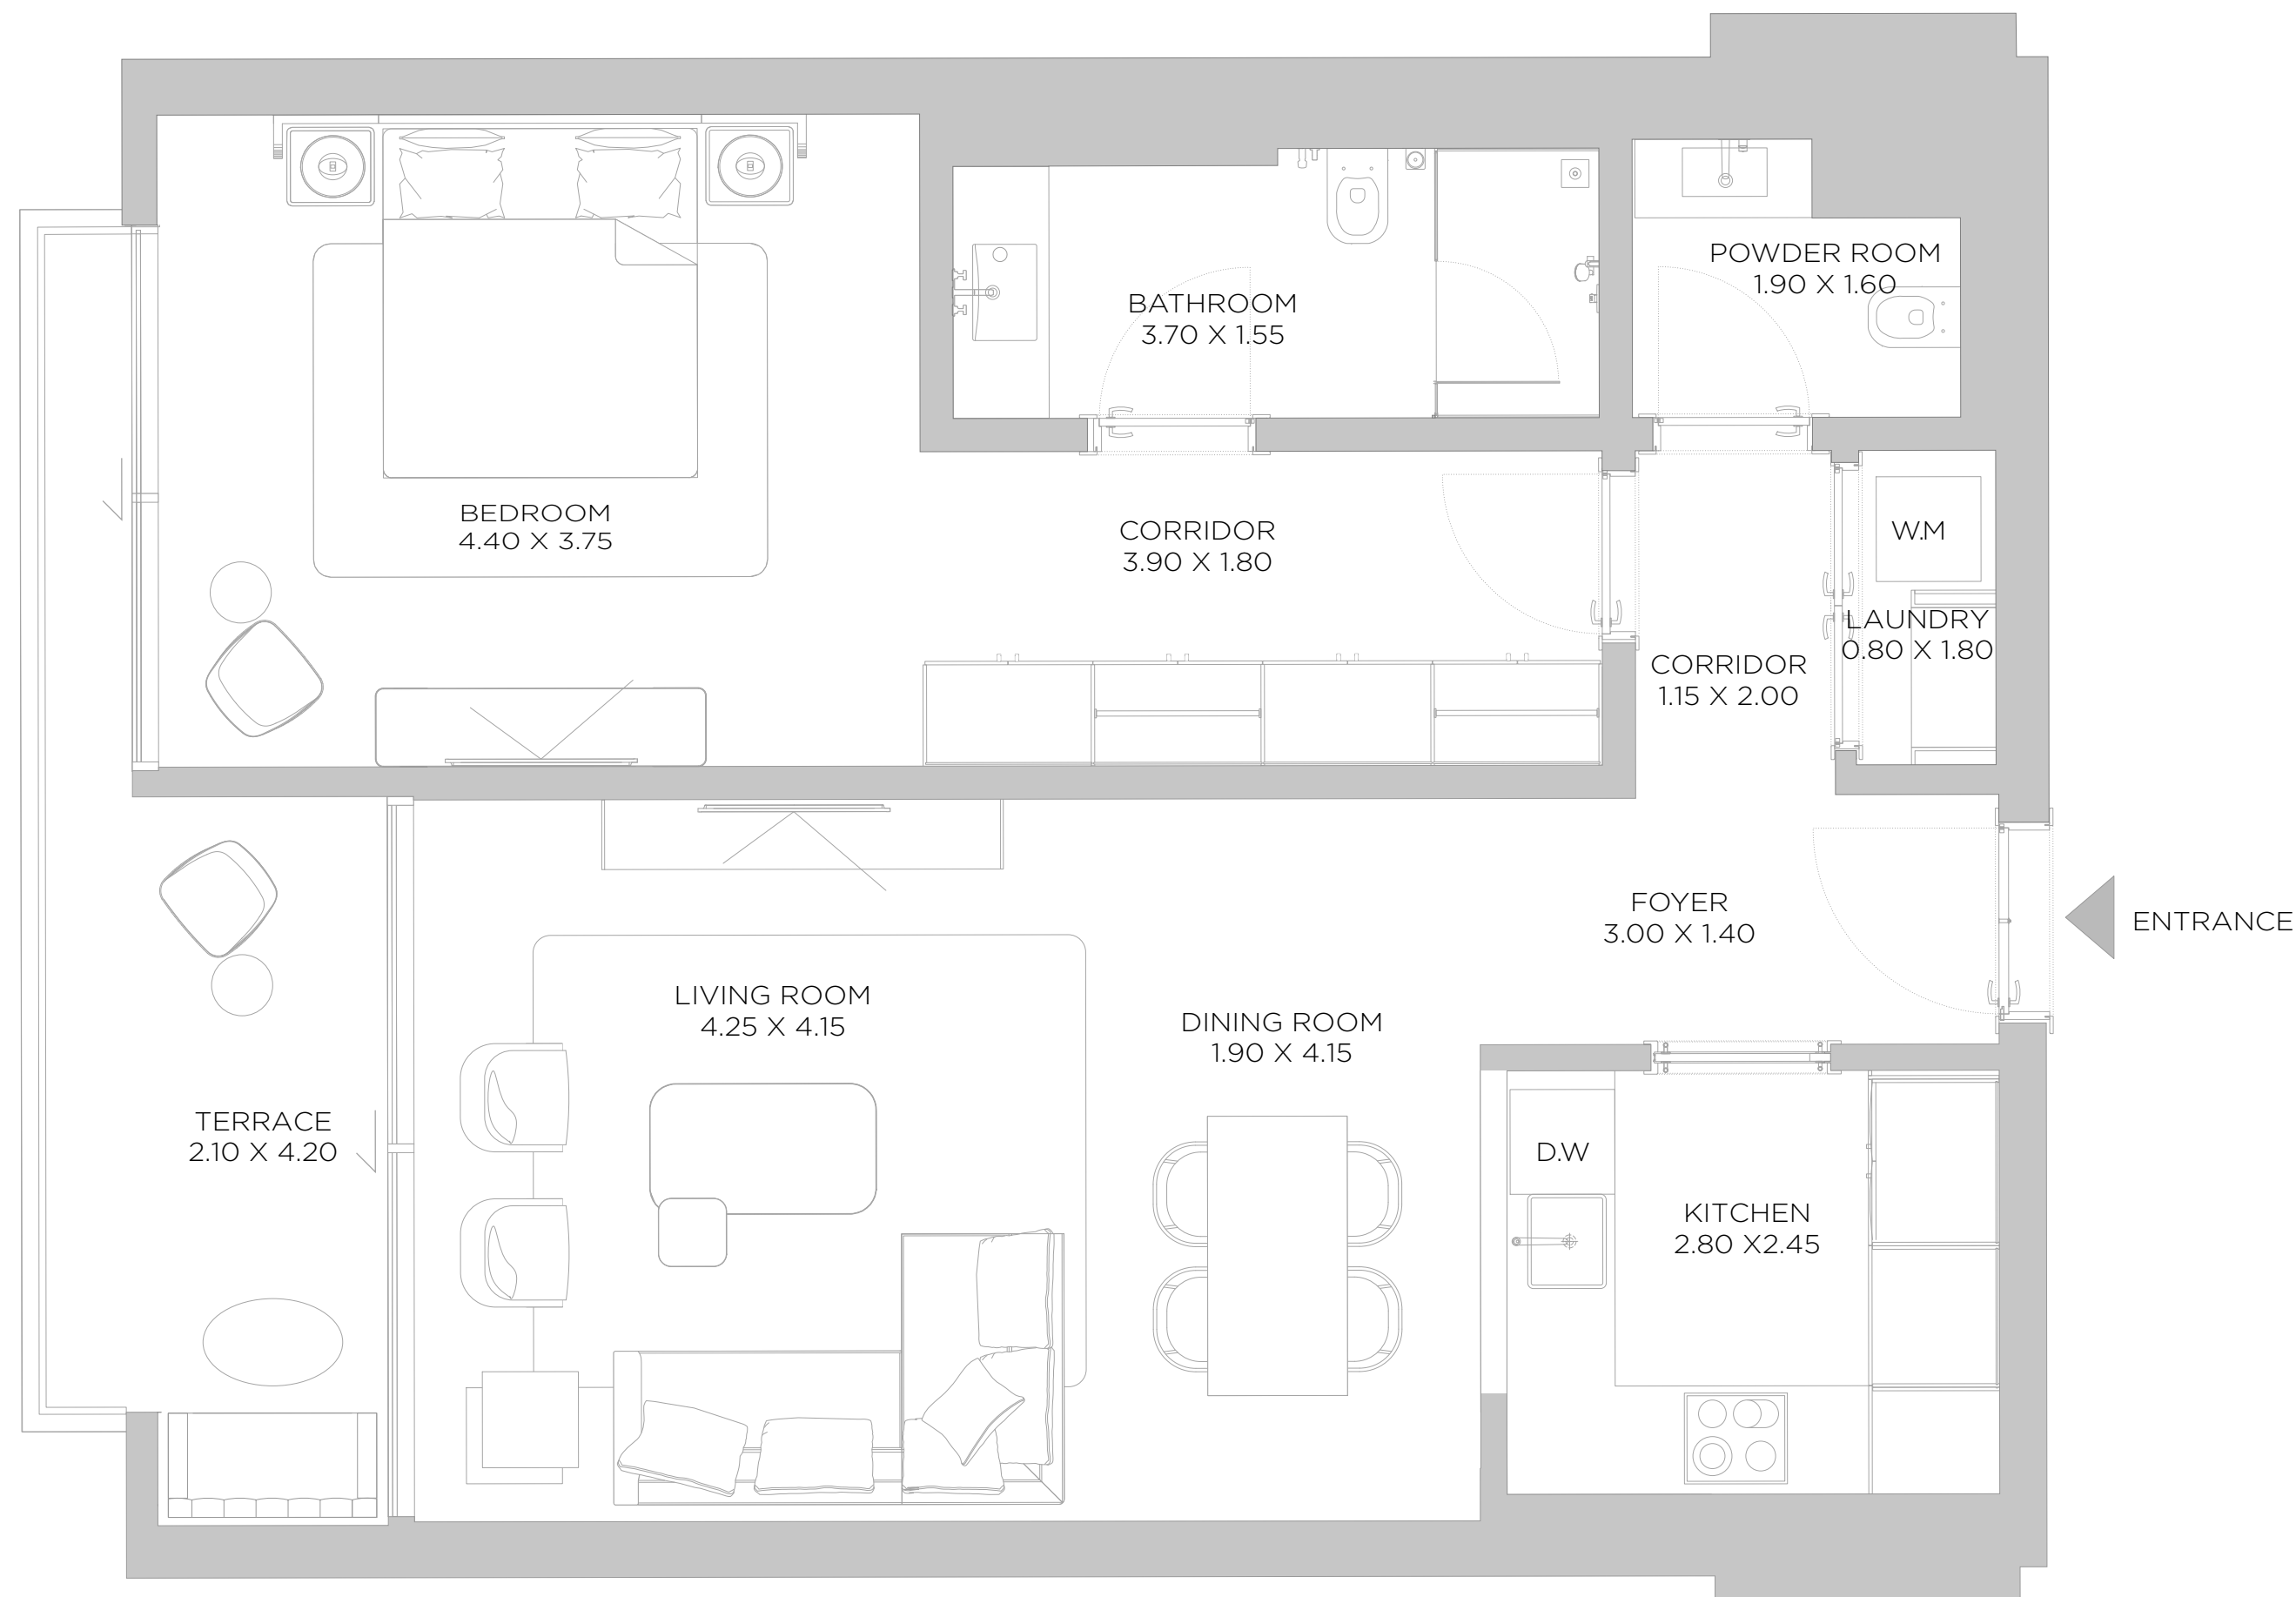 POWDER ROOM
1.90 X 1.60
BATHROOM
3.70 X 1.55
BEDROOM
4.40 X 3.75
CORRIDOR
3.90 X 1.80
W.M
LAUNDRY
0.80 X 1.80
CORRIDOR
1.15 X 2.00
FOYER
3.00 X 1.40
ENTRANCE
LIVING ROOM
4.25 X 4.15
DINING ROOM
1.90 X 4.15
TERRACE
2.10 X 4.20
D.W
KITCHEN
2.80 X2.45